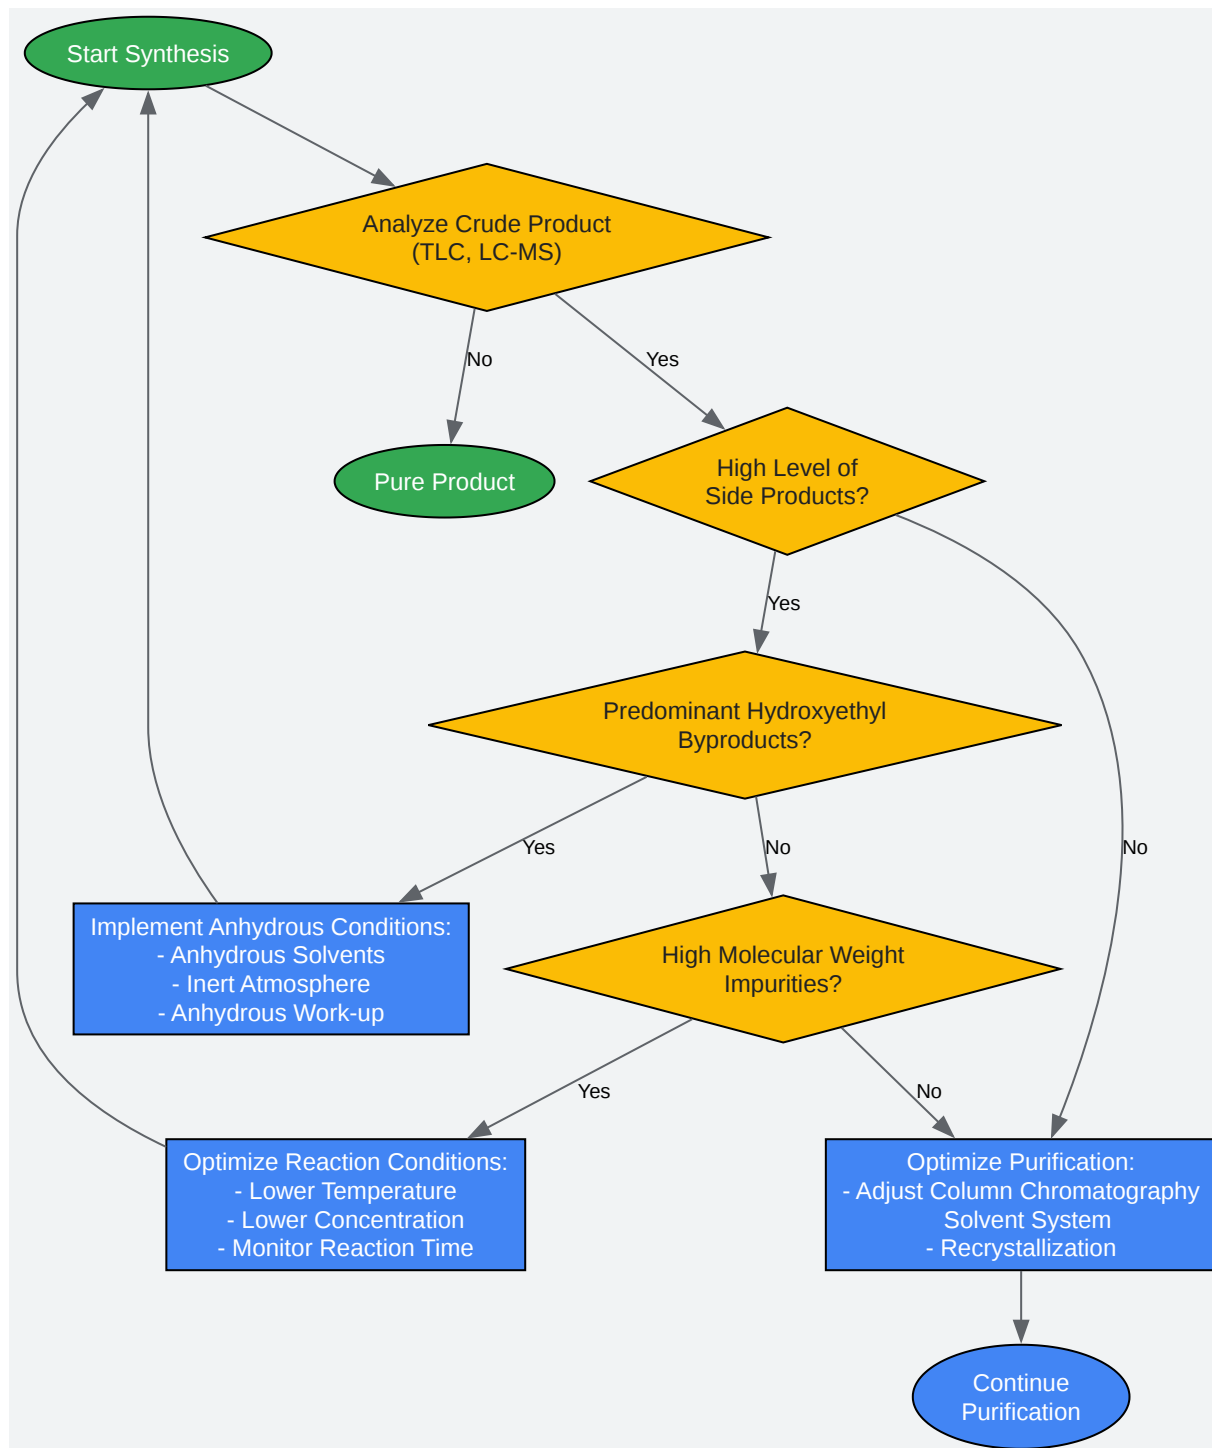 Start Synthesis
Analyze Crude Product
(TLC, LC-MS)
No
Yes
Pure Product
High Level of
Side Products?
Yes
Predominant Hydroxyethyl
Byproducts?
Yes
No
No
Implement Anhydrous Conditions:
- Anhydrous Solvents
- Inert Atmosphere
- Anhydrous Work-up
High Molecular Weight
Impurities?
Yes
No
Optimize Reaction Conditions:
- Lower Temperature
- Lower Concentration
- Monitor Reaction Time
Optimize Purification:
- Adjust Column Chromatography
Solvent System
- Recrystallization
Continue
Purification